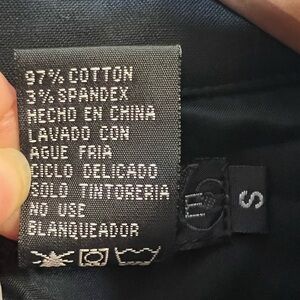 97% COTTON
3% SPANDEX
HECHO EN CHINA
LAVADO CON
AGUE FRIA
CICLO DELICADO
SOLO TINTORERIA
NO USE
BLANQUEADOR
S